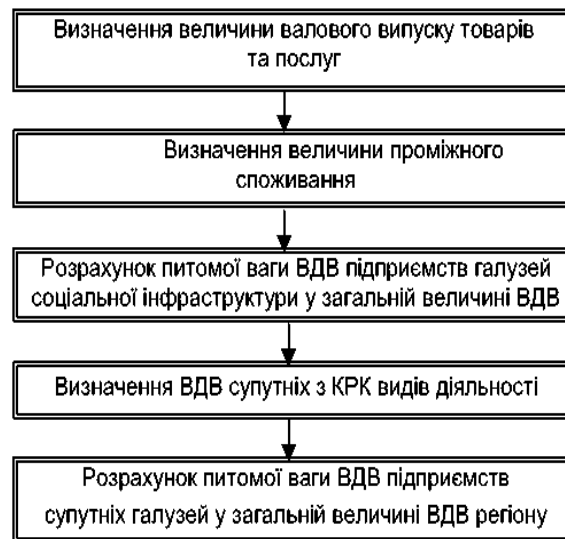 Визначення величини валового випуску товарів
та послуг
Визначення величини проміжного
споживання
Розрахунок питомої ваги ВДВ підприємств галузей
соціальної інфраструктури у загальній величині ВДВ
Визначення ВДВ супутніх з КРК видів діяльності
Розрахунок питомої ваги ВДВ підприємств
супутніх галузей у загальній величині ВДВ регіону